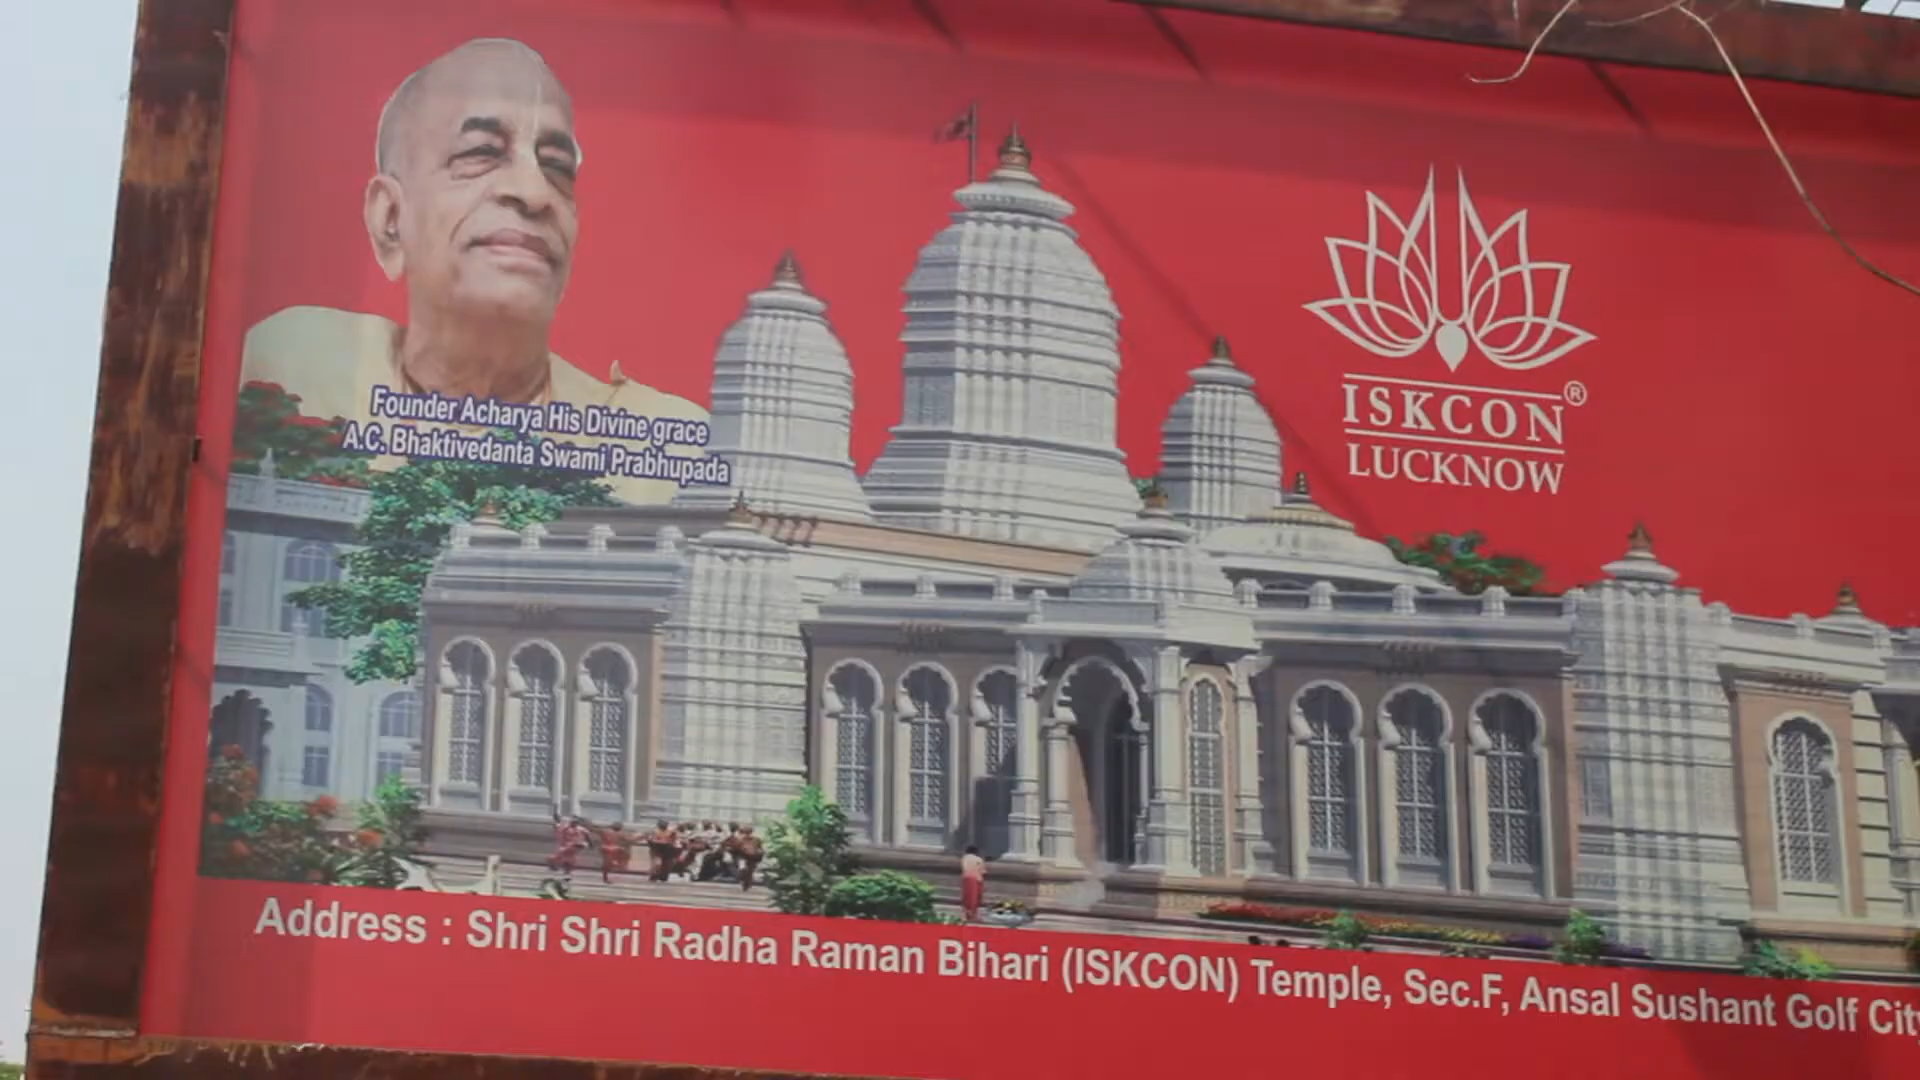 Founder Acharya His Divine grace
A.C. Bhaktivedanta Swami Prabhupada
ISKCON®
LUCKNOW
Address : Shri Shri Radha Raman Bihari (ISKCON) Temple, Sec.F, Ansal Sushant Golf City